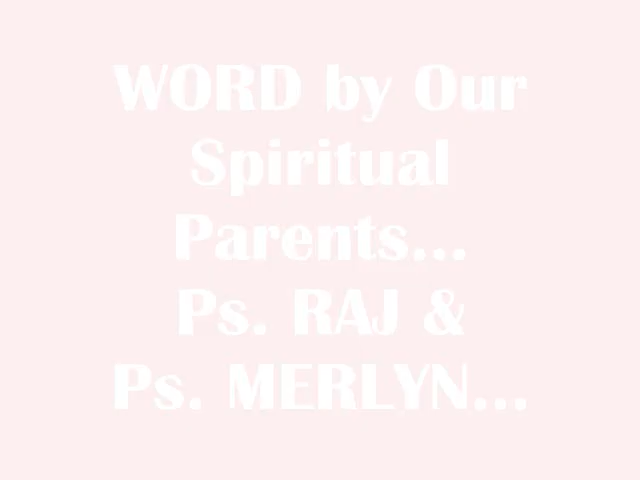 WORD by Our
Spiritual
Parents...
Ps. RAJ &
Ps. MERLYN...